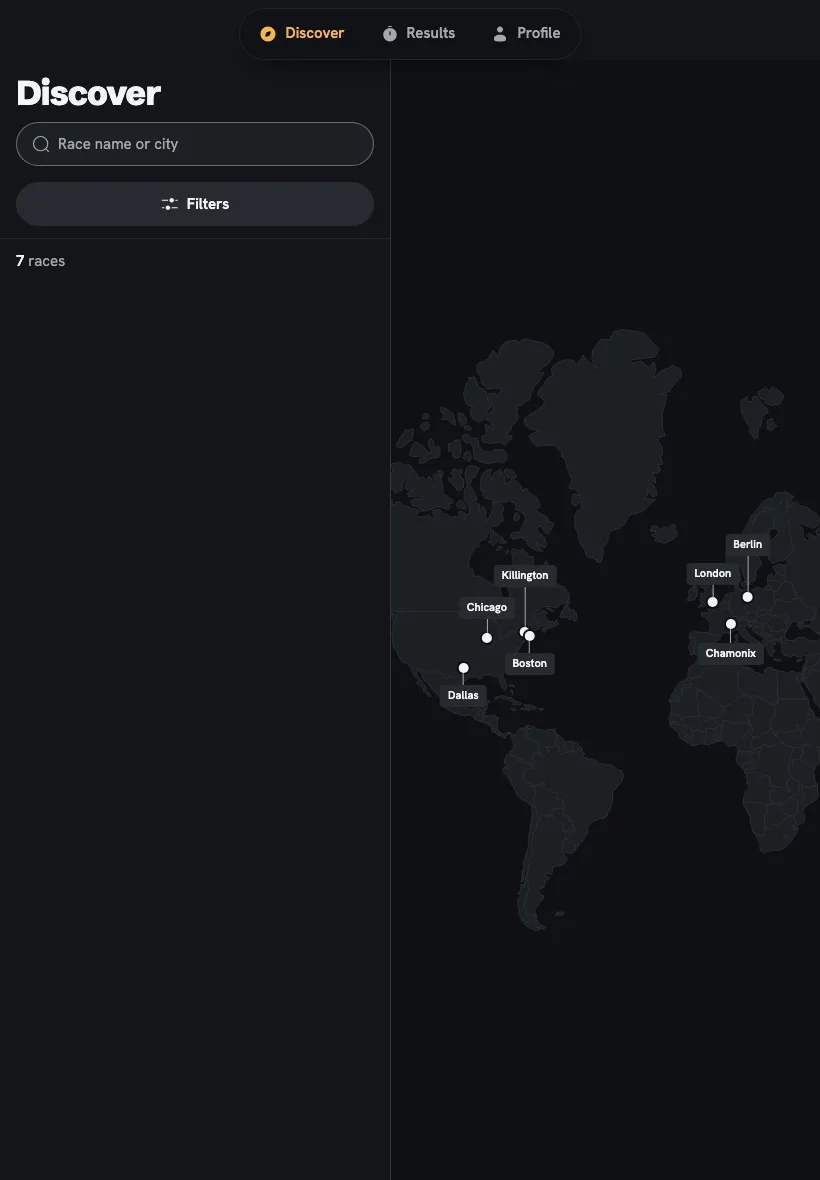 Discover
Results
Profile
Discover
Race name or city
Filters
7 races
Berlin
London
Killington
Chicago
Chamonix
Boston
Dallas